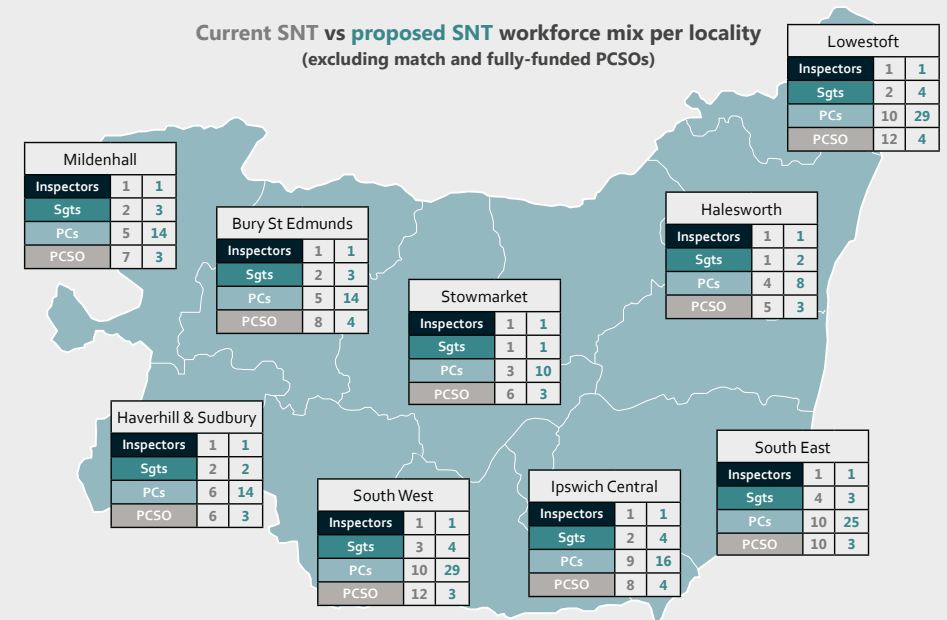 Current SNT vs proposed SNT workforce mix per locality
(excluding match and fully-funded PCSOs)
Lowestoft
Inspectors 1 1
Sgts 2 4
PCs 10 29
PCSO 12 4
Mildenhall
Inspectors 1 1
Sgts 2 3
PCs 5 14
PCSO 7 3
Bury St Edmunds
Inspectors 1 1
Sgts 2 3
PCs 5 14
PCSO 8 4
Halesworth
Inspectors 1 1
Sgts 1 2
PCs 4 8
PCSO 5 3
Stowmarket
Inspectors 1 1
Sgts 1 1
PCs 3 10
PCSO 6 3
Haverhill & Sudbury
Inspectors 1 1
Sgts 2 2
PCs 6 14
PCSO 6 3
South West
Inspectors 1 1
Sgts 3 4
PCs 10 29
PCSO 12 3
Ipswich Central
Inspectors 1 1
Sgts 2 4
PCs 9 16
PCSO 8 4
South East
Inspectors 1 1
Sgts 4 3
PCs 10 25
PCSO 10 3